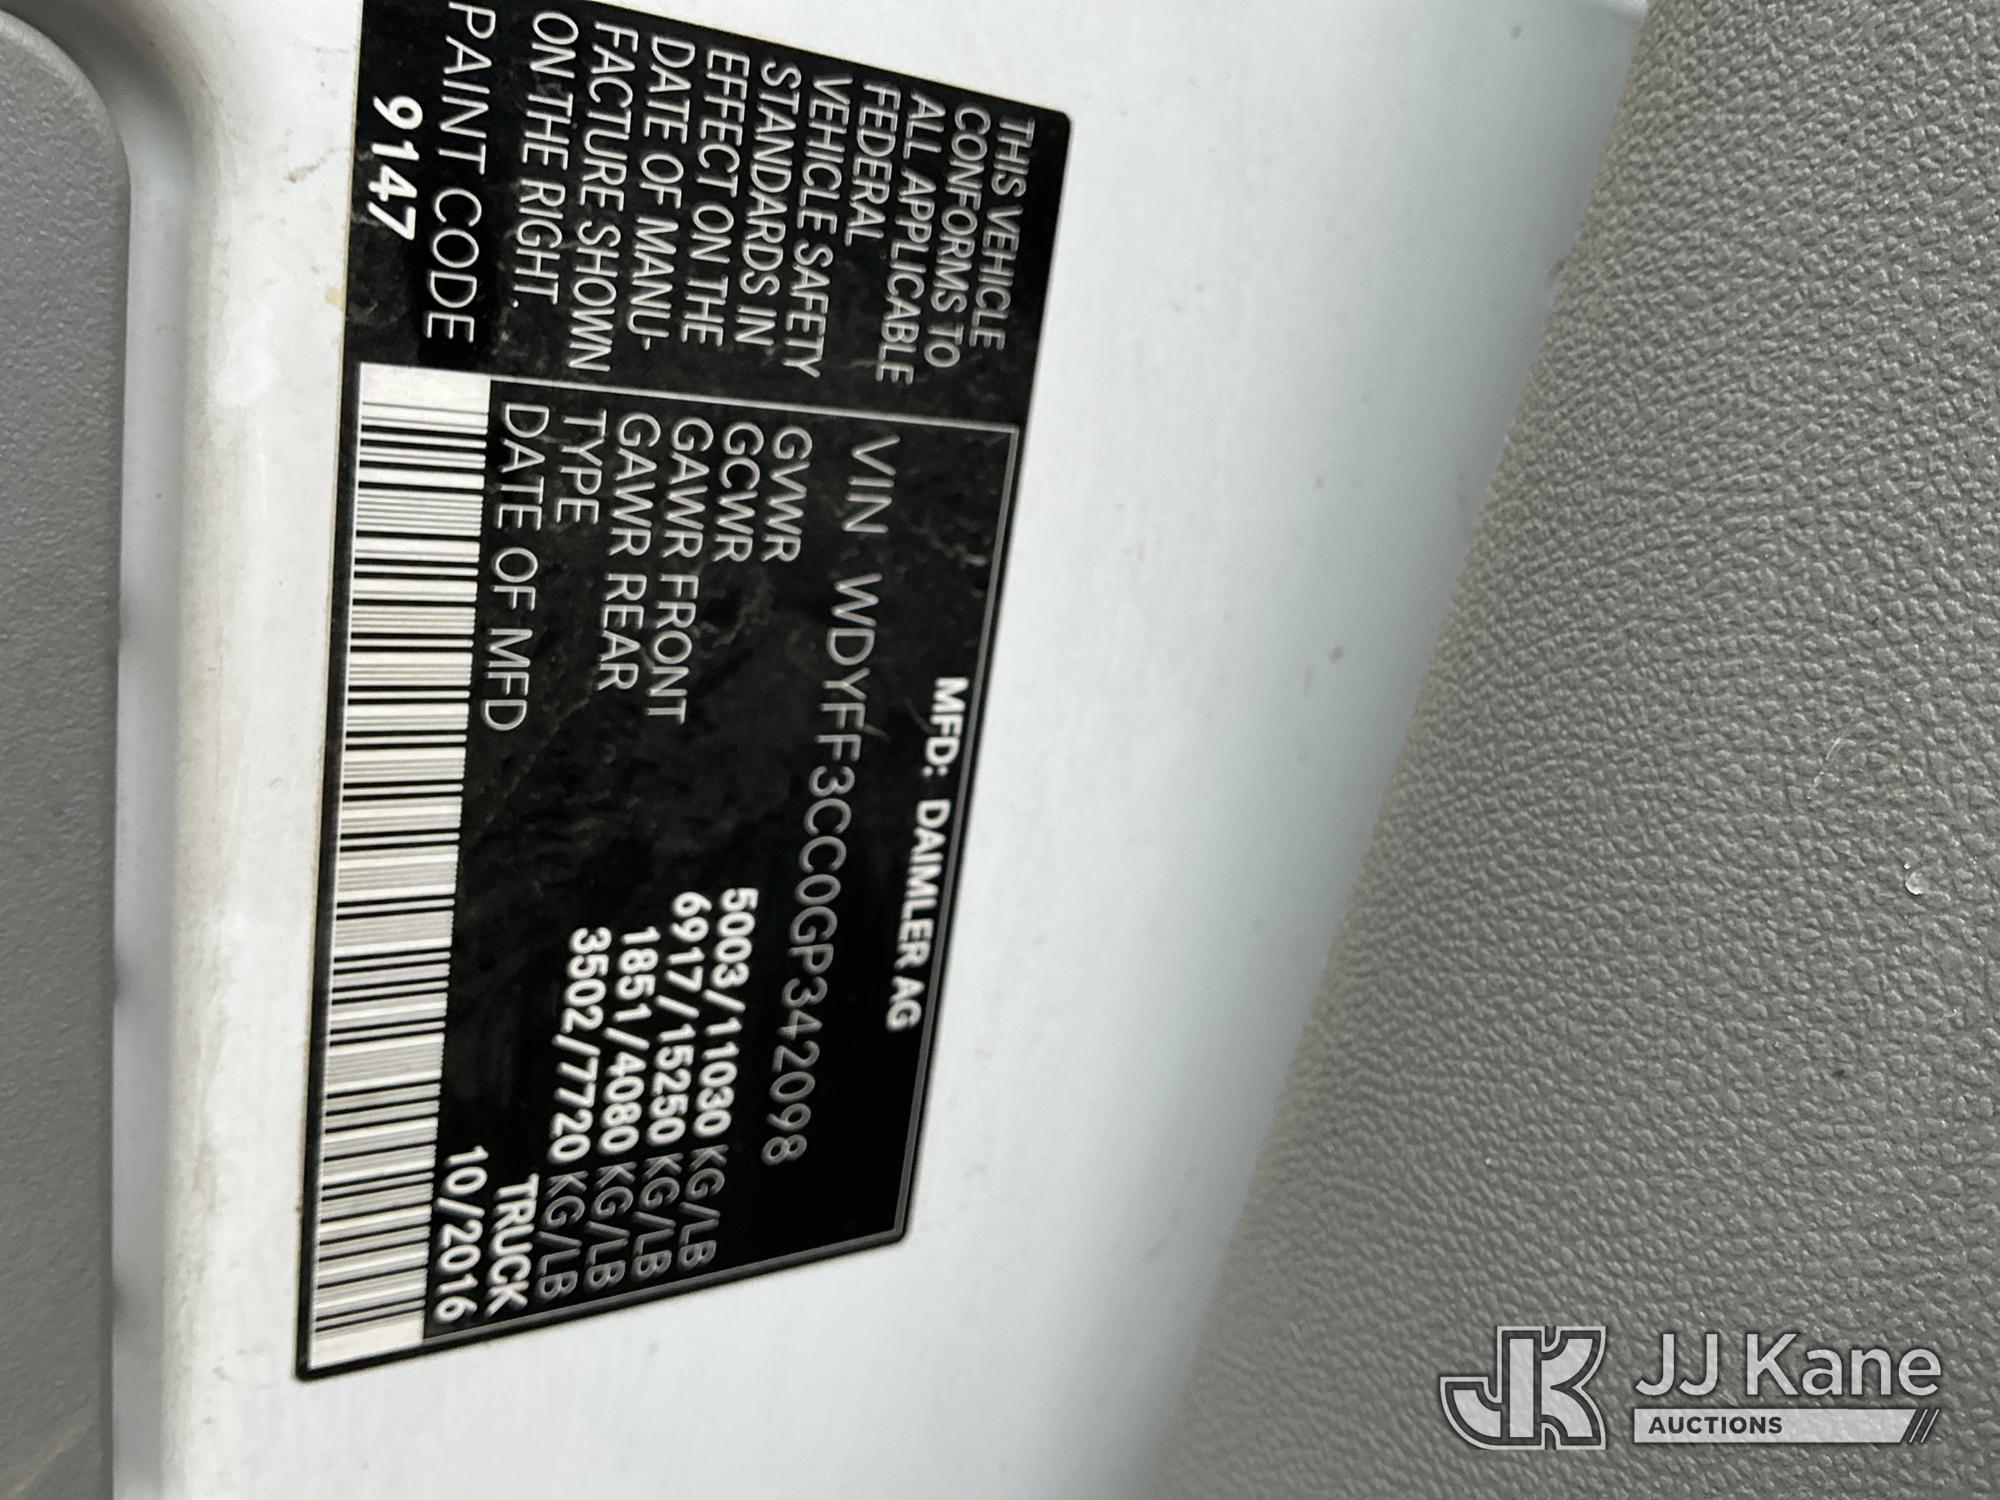 THIS VEHICLE
CONFORMS TO
ALL APPLICABLE
FEDERAL
VEHICLE SAFETY
STANDARDS IN
EFFECT ON THE
DATE OF MANU-
FACTURE SHOWN
ON THE RIGHT.
PAINT CODE
9147
MFD: DAIMLER AG
VIN WDYFF3CC0GP342098
GVWR 5003/11030 KG/LB
GCWR 6917/15250 KG/LB
GAWR FRONT 1851/4080 KG/LB
GAWR REAR 3502/7720 KG/LB
TYPE TRUCK
DATE OF MFD 10/2016
JK JJ Kane
AUCTIONS